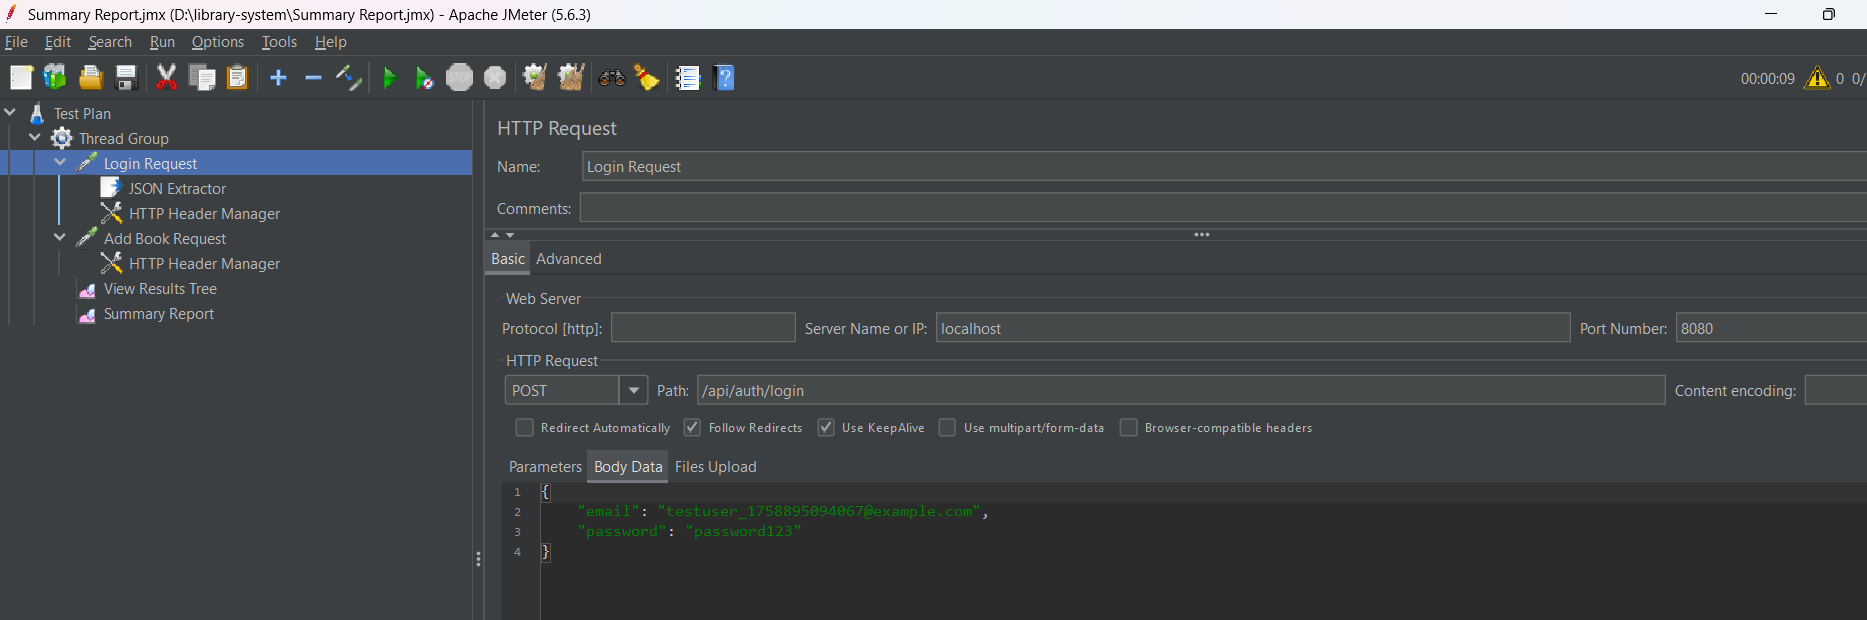 Summary Report.jmx (D:\library-system\Summary Report.jmx) - Apache JMeter (5.6.3)
File Edit Search Run Options Tools Help
STOP
00:00:09 0 0/
Test Plan
Thread Group
Login Request
JSON Extractor
HTTP Header Manager
Add Book Request
HTTP Header Manager
View Results Tree
Summary Report
HTTP Request
Name: Login Request
Comments:
Basic Advanced
Web Server
Protocol [http]: Server Name or IP: localhost Port Number: 8080
HTTP Request
POST Path: /api/auth/login Content encoding:
Redirect Automatically Follow Redirects Use KeepAlive Use multipart/form-data Browser-compatible headers
Parameters Body Data Files Upload
1 {
2 "email": "testuser_1758895094067@example.com",
3 "password": "password123"
4 }